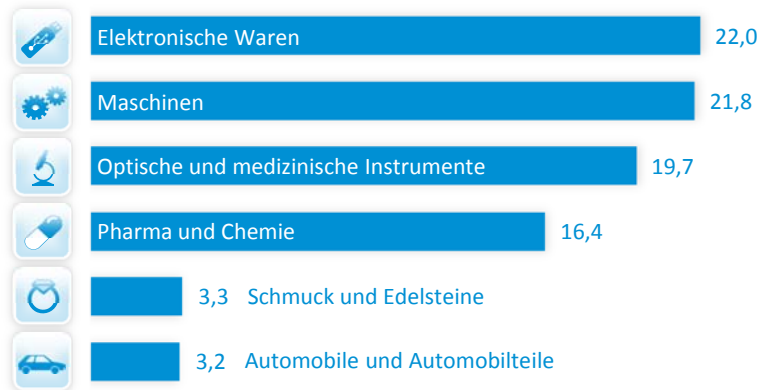 Elektronische Waren 22,0
Maschinen 21,8
Optische und medizinische Instrumente 19,7
Pharma und Chemie 16,4
3,3 Schmuck und Edelsteine
3,2 Automobile und Automobilteile